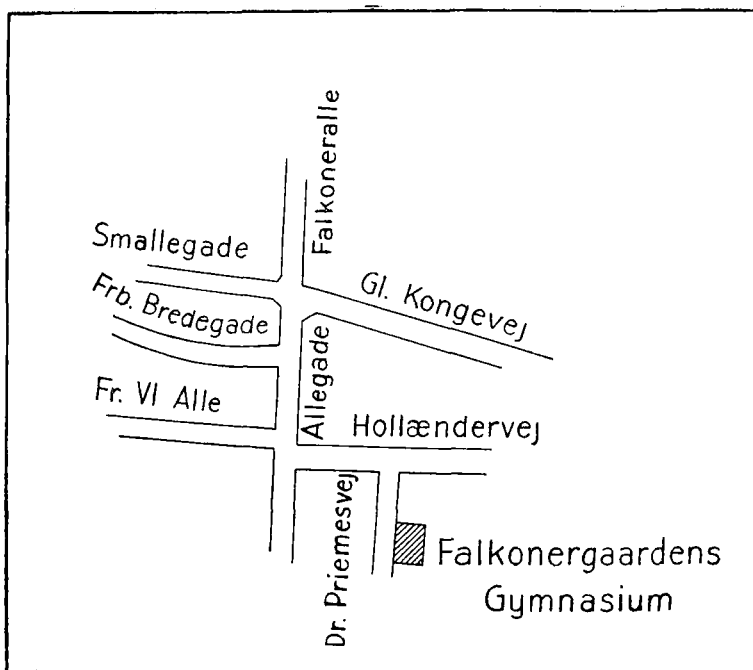 Falkoneralle
Smallegade
Gl. Kongevej
Frb. Bredegade
Allegade
Fr. VI Alle
Hollændervej
Dr. Priemesvej
Falkonergaardens
Gymnasium